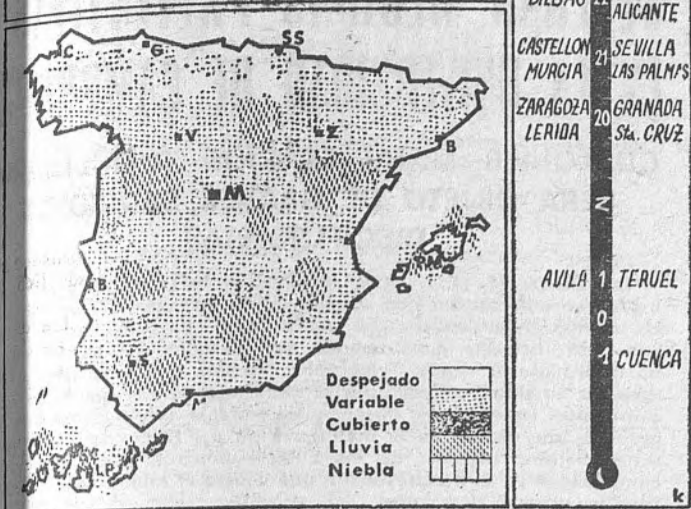 C
G
SS
V
Z
B
M
PM
B
S
M
LP
Despejado
Variable
Cubierto
Lluvia
Niebla
BILBAO 22 ALICANTE
CASTELLON 21 SEVILLA
MURCIA LAS PALMAS
ZARAGOZA 20 GRANADA
LERIDA Sta. CRUZ
AVILA 1 TERUEL
0
-1 CUENCA
k